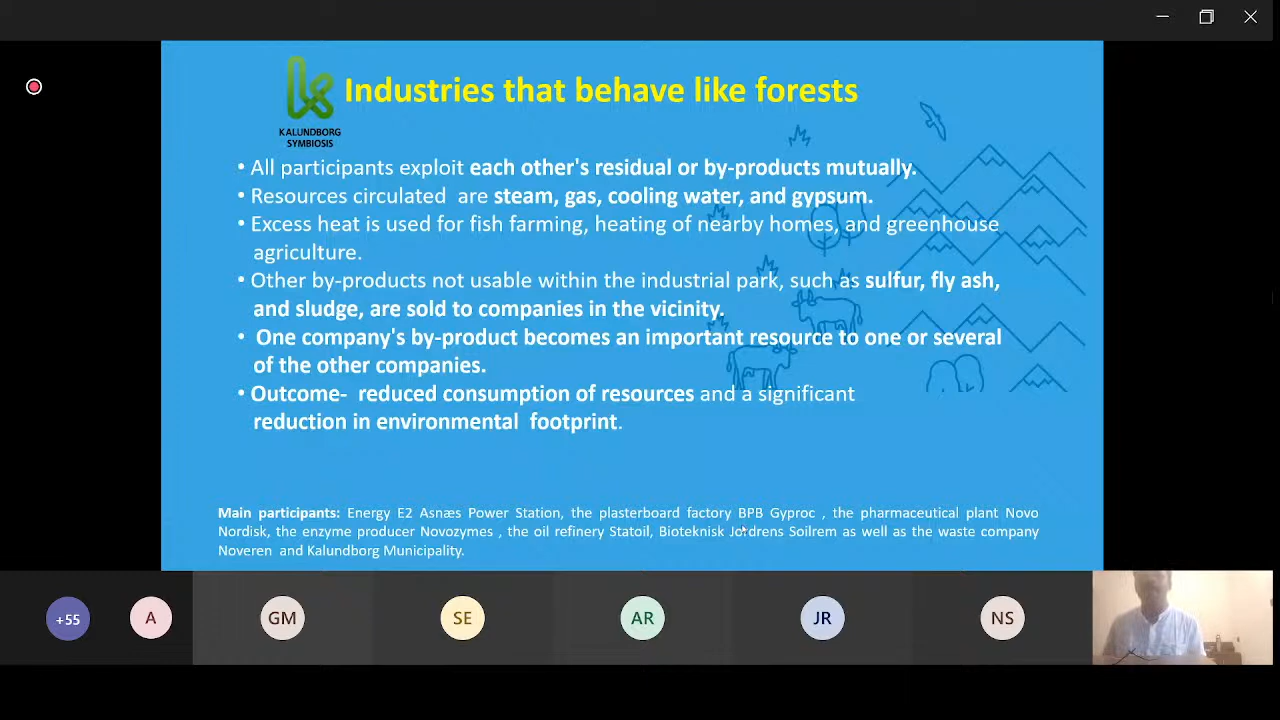 Industries that behave like forests
KALUNDBORG
SYMBIOSIS
• All participants exploit each other's residual or by-products mutually.
• Resources circulated are steam, gas, cooling water, and gypsum.
• Excess heat is used for fish farming, heating of nearby homes, and greenhouse
agriculture.
• Other by-products not usable within the industrial park, such as sulfur, fly ash,
and sludge, are sold to companies in the vicinity.
• One company's by-product becomes an important resource to one or several
of the other companies.
• Outcome- reduced consumption of resources and a significant
reduction in environmental footprint.
Main participants: Energy E2 Asnæs Power Station, the plasterboard factory BPB Gyproc , the pharmaceutical plant Novo
Nordisk, the enzyme producer Novozymes , the oil refinery Statoil, Bioteknisk Jordrens Soilrem as well as the waste company
Noveren and Kalundborg Municipality.
+55
A
GM
SE
AR
JR
NS